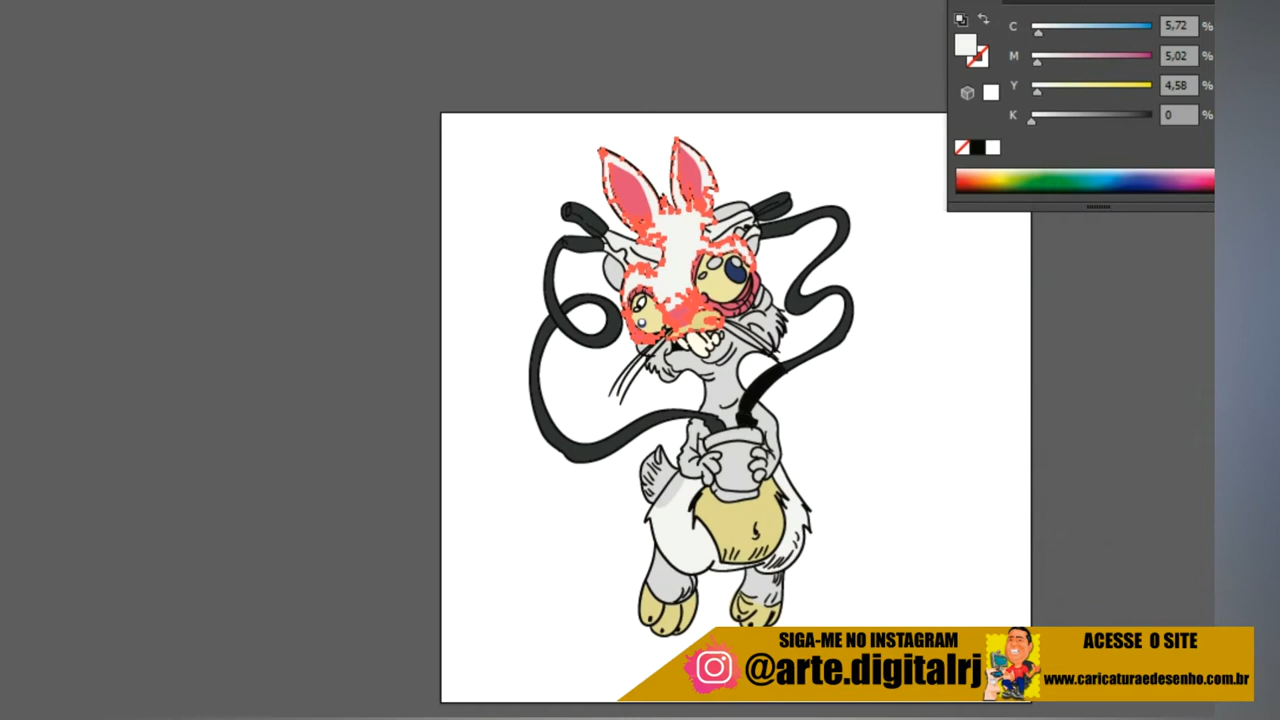 C 5,72 %
M 5,02 %
Y 4,58 %
K 0 %
SIGA-ME NO INSTAGRAM
@arte.digitalrj
ACESSE O SITE
www.caricaturaedesenho.com.br